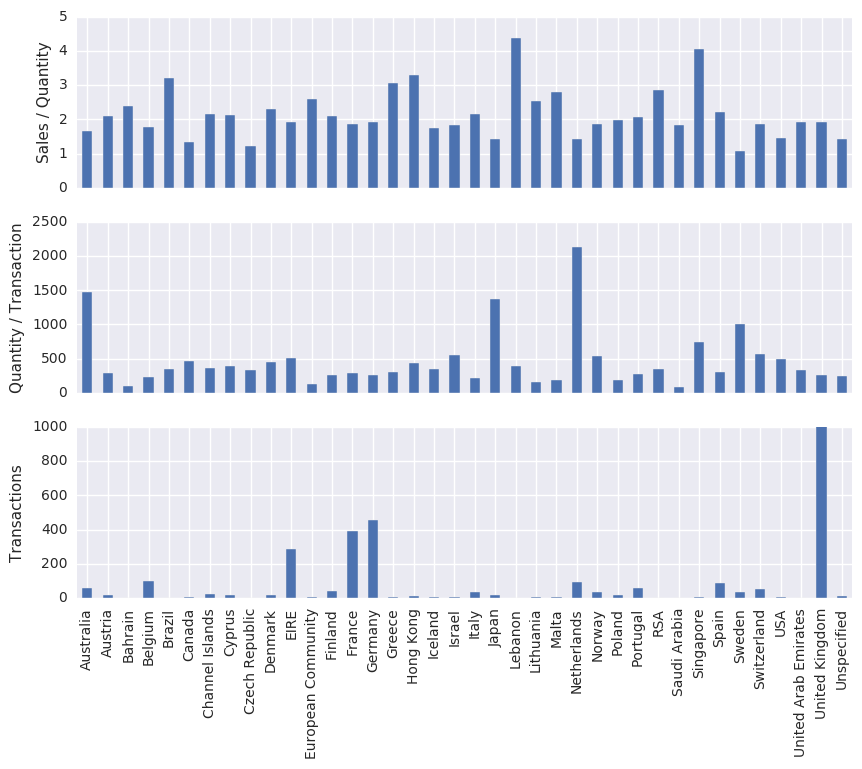 Sales / Quantity
5
4
3
2
1
0
Quantity / Transaction
2500
2000
1500
1000
500
0
Transactions
1000
800
600
400
200
0
Australia
Austria
Bahrain
Belgium
Brazil
Canada
Channel Islands
Cyprus
Czech Republic
Denmark
EIRE
European Community
Finland
France
Germany
Greece
Hong Kong
Iceland
Israel
Italy
Japan
Lebanon
Lithuania
Malta
Netherlands
Norway
Poland
Portugal
RSA
Saudi Arabia
Singapore
Spain
Sweden
Switzerland
USA
United Arab Emirates
United Kingdom
Unspecified